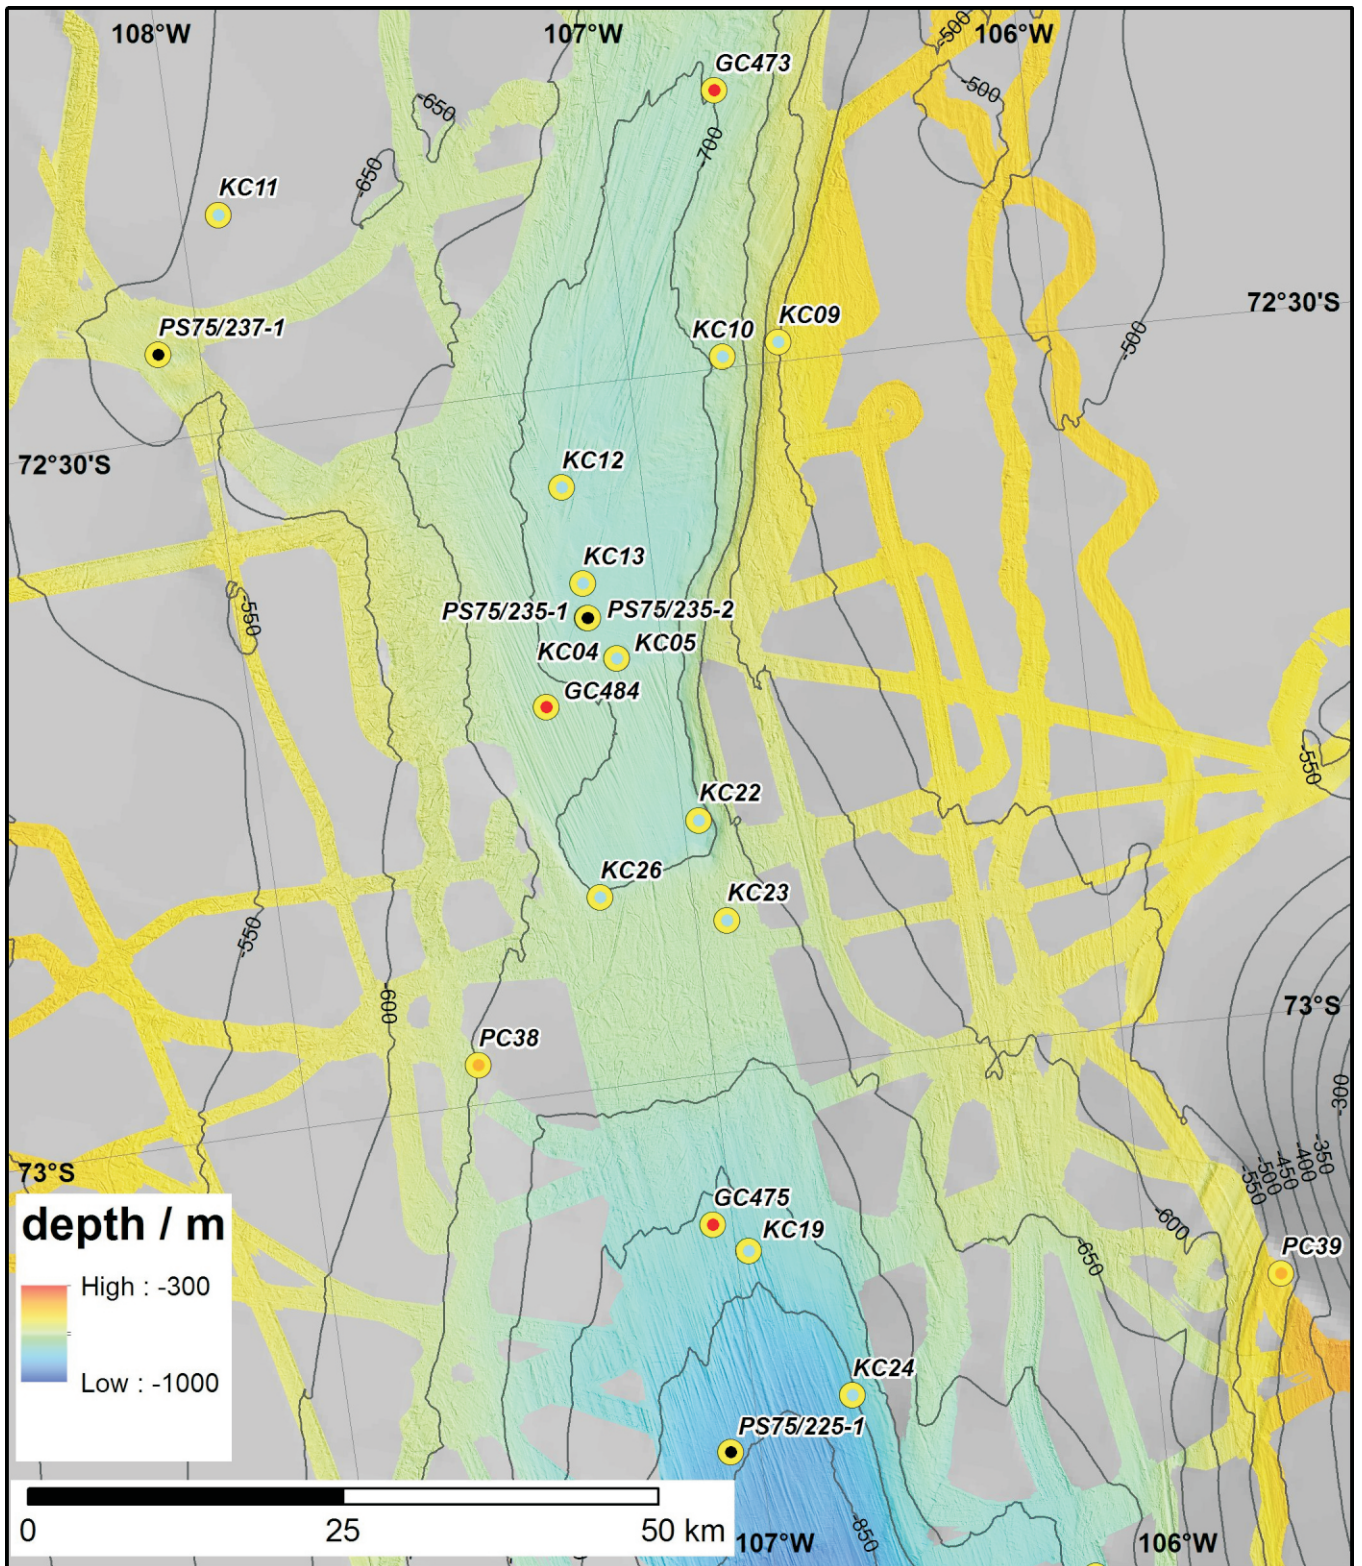 108°W
107°W
106°W
-500
GC473
-500
-650
-700
-650
KC11
72°30'S
PS75/237-1
KC10
KC09
-500
72°30'S
KC12
KC13
PS75/235-1
PS75/235-2
-550
KC04
KC05
GC484
-550
KC22
KC26
KC23
-550
-600
73°S
PC38
-300
73°S
-350
-400
-450
-500
-550
GC475
-600
KC19
-650
PC39
depth / m
High : -300
Low : -1000
KC24
PS75/225-1
0
25
50 km
107°W
-850
106°W